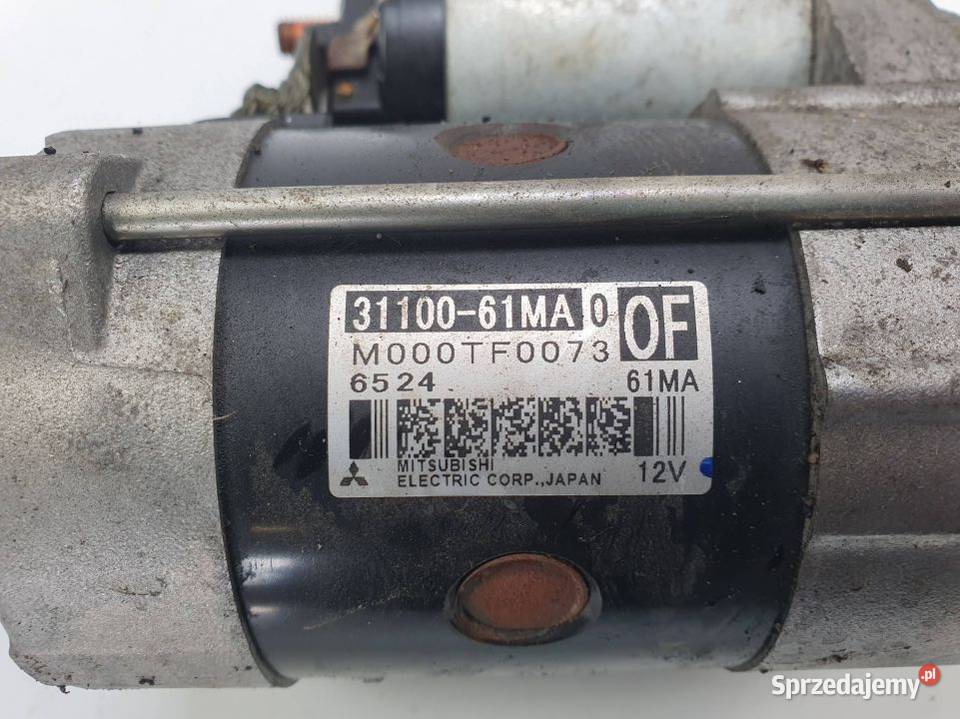 31100-61MA 0 OF
M000TF0073
6524 61MA
MITSUBISHI
ELECTRIC CORP.,JAPAN 12V
Sprzedajemy.pl